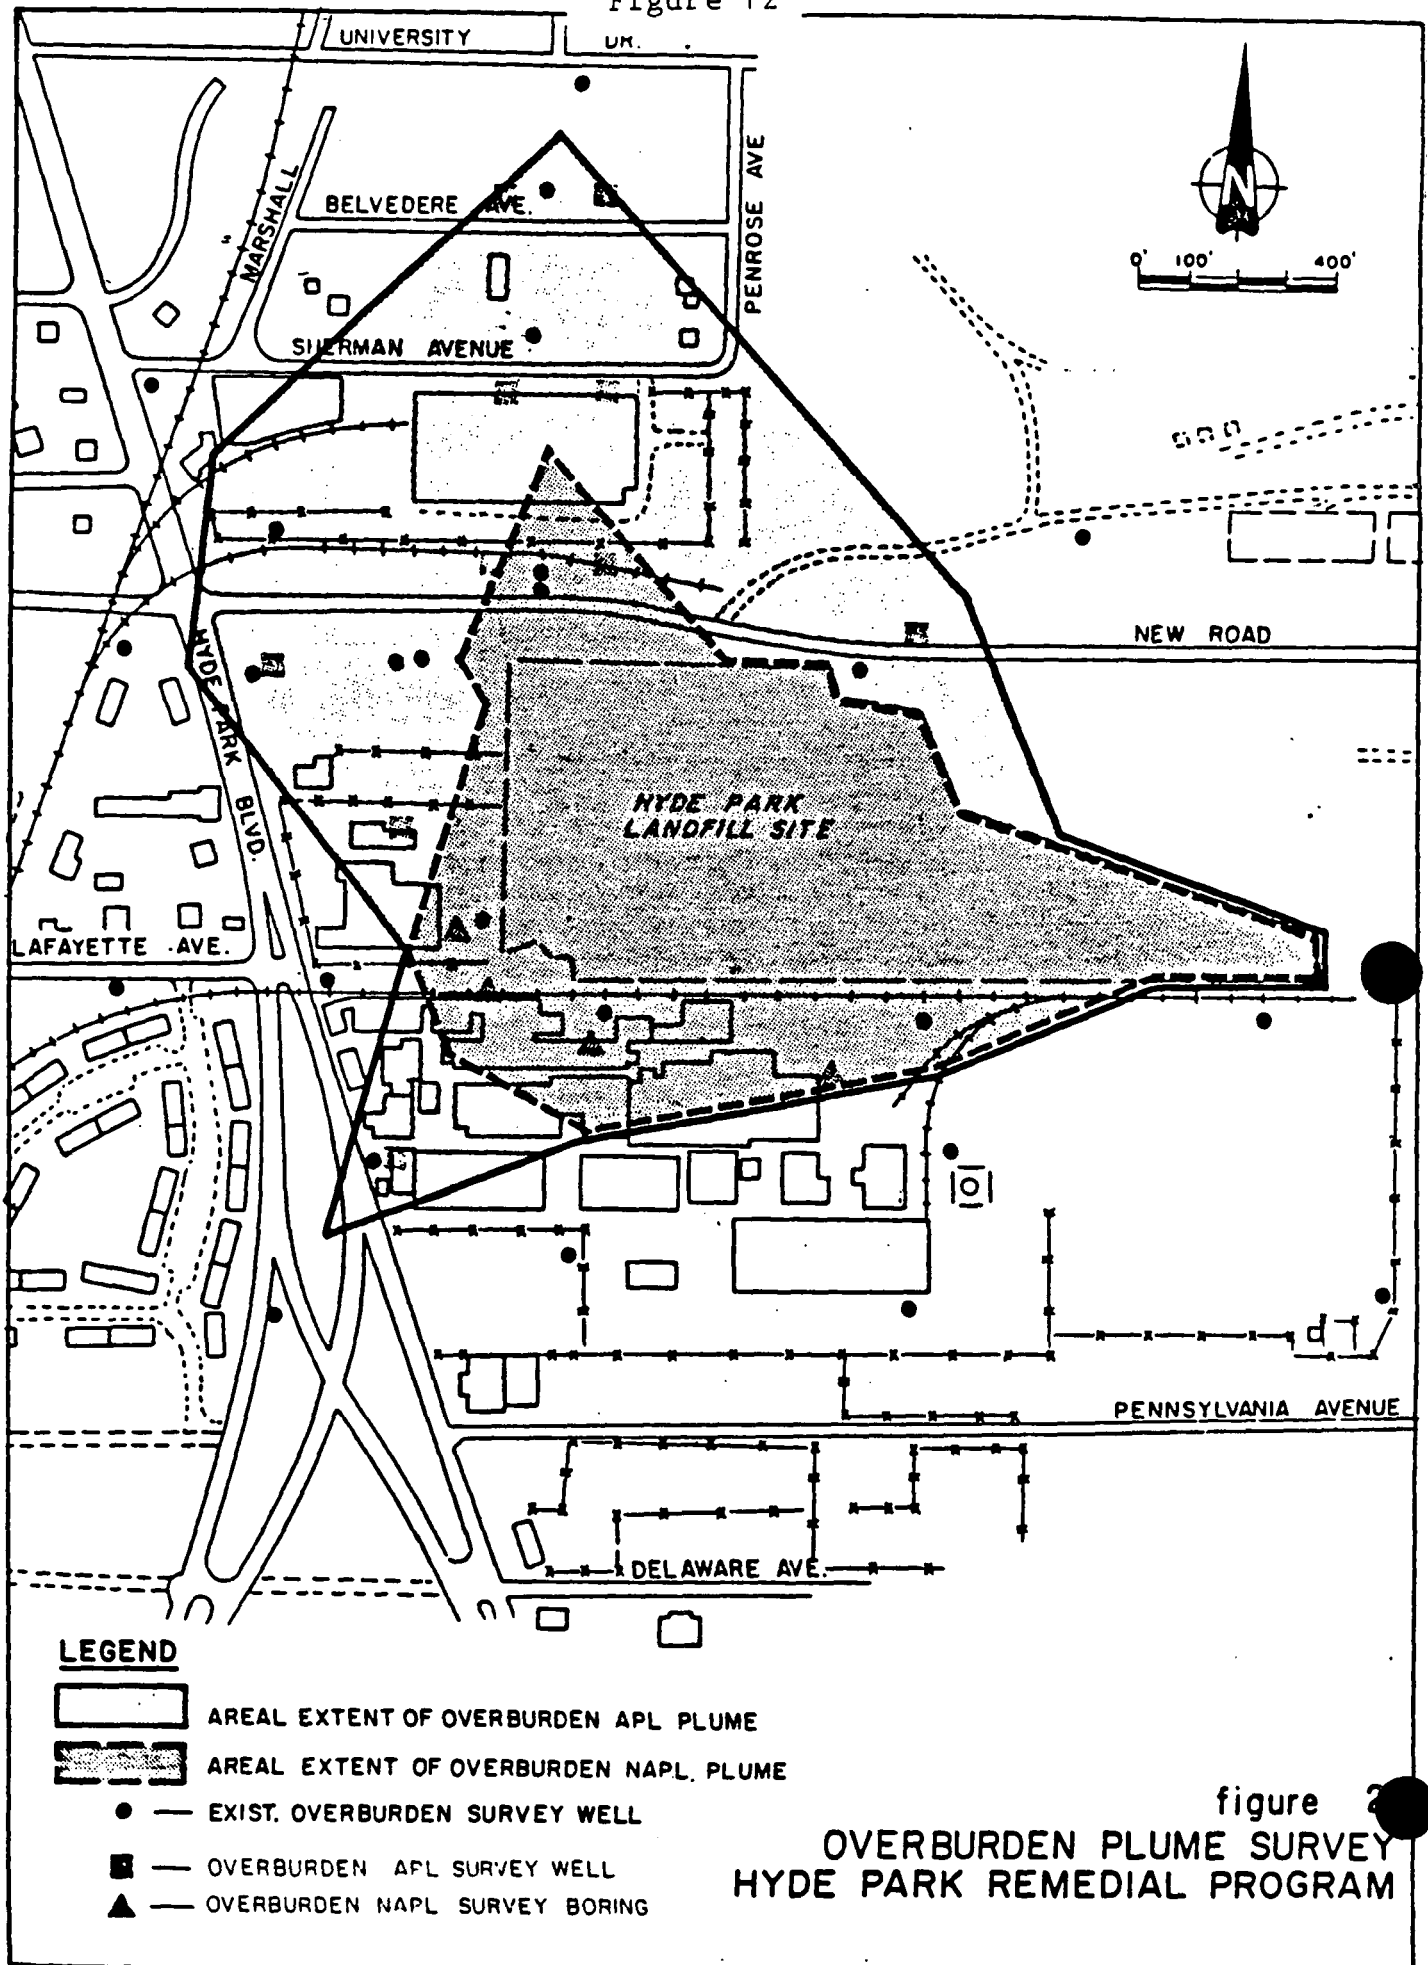 UNIVERSITY DR.
MARSHALL
BELVEDERE AVE.
PENROSE AVE
N
0' 100' 400'
SHERMAN AVENUE
NEW ROAD
HYDE PARK BLVD.
HYDE PARK
LANDFILL SITE
LAFAYETTE AVE.
PENNSYLVANIA AVENUE
DELAWARE AVE.
LEGEND
AREAL EXTENT OF OVERBURDEN APL PLUME
AREAL EXTENT OF OVERBURDEN NAPL PLUME
EXIST. OVERBURDEN SURVEY WELL
OVERBURDEN APL SURVEY WELL
OVERBURDEN NAPL SURVEY BORING
figure
OVERBURDEN PLUME SURVEY
HYDE PARK REMEDIAL PROGRAM